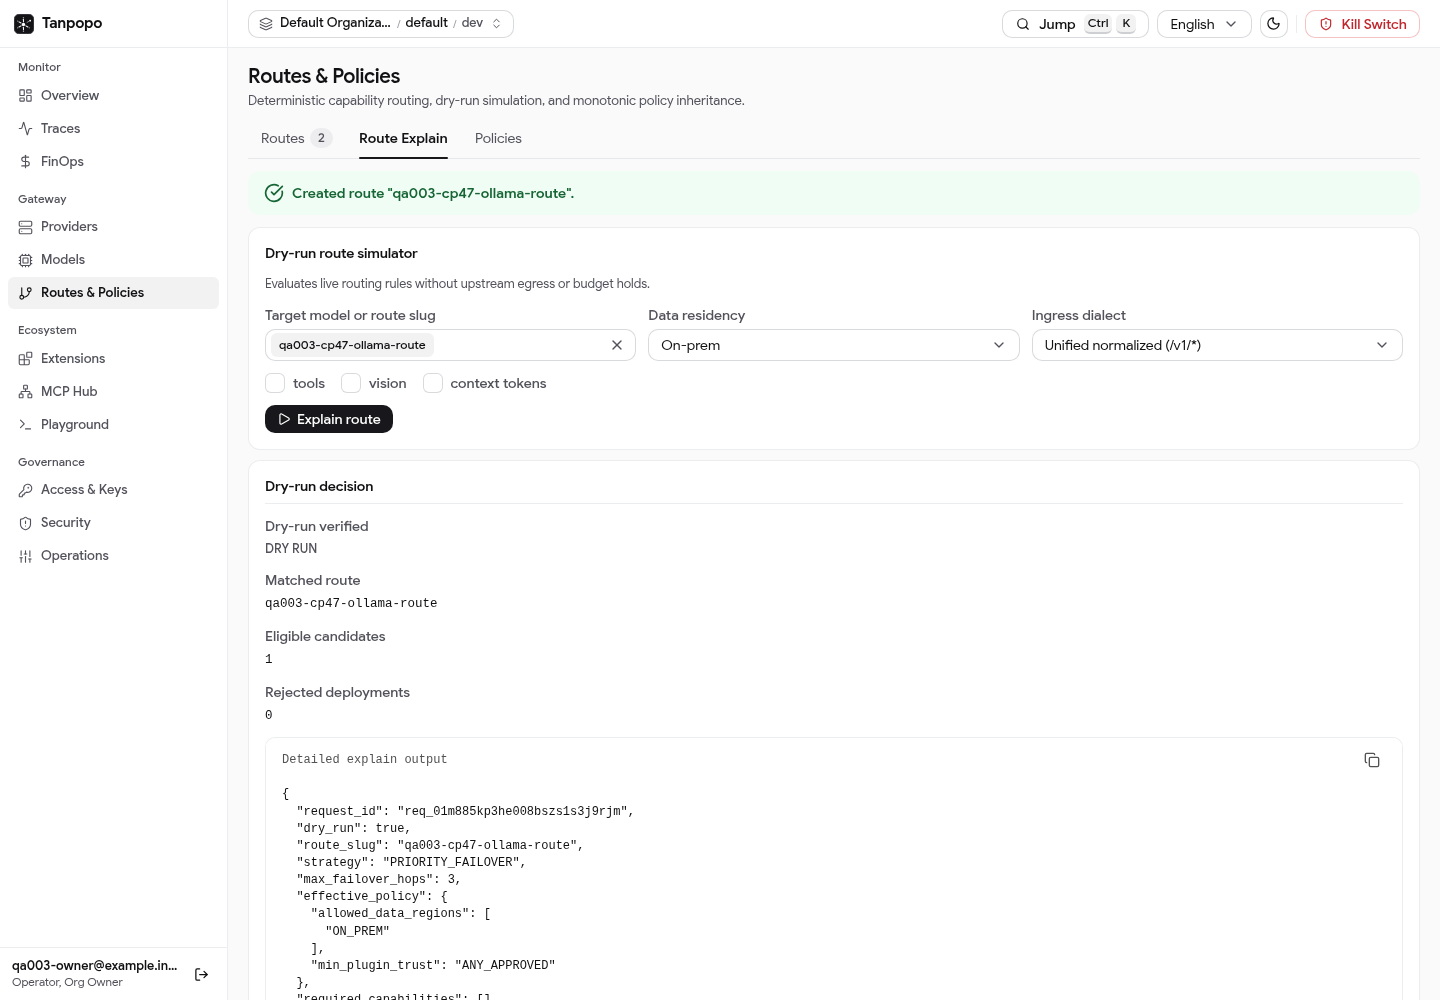 Tanpopo
Default Organiza... / default / dev
Jump Ctrl K
English
Kill Switch
Monitor
Overview
Traces
FinOps
Gateway
Providers
Models
Routes & Policies
Ecosystem
Extensions
MCP Hub
Playground
Governance
Access & Keys
Security
Operations
qa003-owner@example.in...
Operator, Org Owner
Routes & Policies
Deterministic capability routing, dry-run simulation, and monotonic policy inheritance.
Routes 2 Route Explain Policies
Created route "qa003-cp47-ollama-route".
Dry-run route simulator
Evaluates live routing rules without upstream egress or budget holds.
Target model or route slug
qa003-cp47-ollama-route
Data residency
On-prem
Ingress dialect
Unified normalized (/v1/*)
tools vision context tokens
Explain route
Dry-run decision
Dry-run verified
DRY RUN
Matched route
qa003-cp47-ollama-route
Eligible candidates
1
Rejected deployments
0
Detailed explain output
{
"request_id": "req_01m885kp3he008bszs1s3j9rjm",
"dry_run": true,
"route_slug": "qa003-cp47-ollama-route",
"strategy": "PRIORITY_FAILOVER",
"max_failover_hops": 3,
"effective_policy": {
"allowed_data_regions": [
"ON_PREM"
],
"min_plugin_trust": "ANY_APPROVED"
},
"required_capabilities": [],